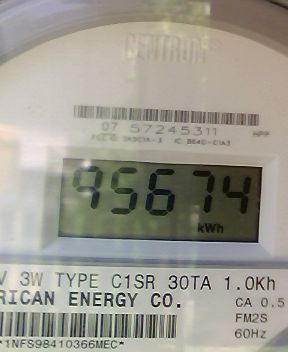 CENTRON®
07 57245311 HPP
95674
kWh
V 3W TYPE C1SR 30TA 1.0Kh
RICAN ENERGY CO.
CA 0.5
FM2S
60Hz
*1NFS98410366MEC*